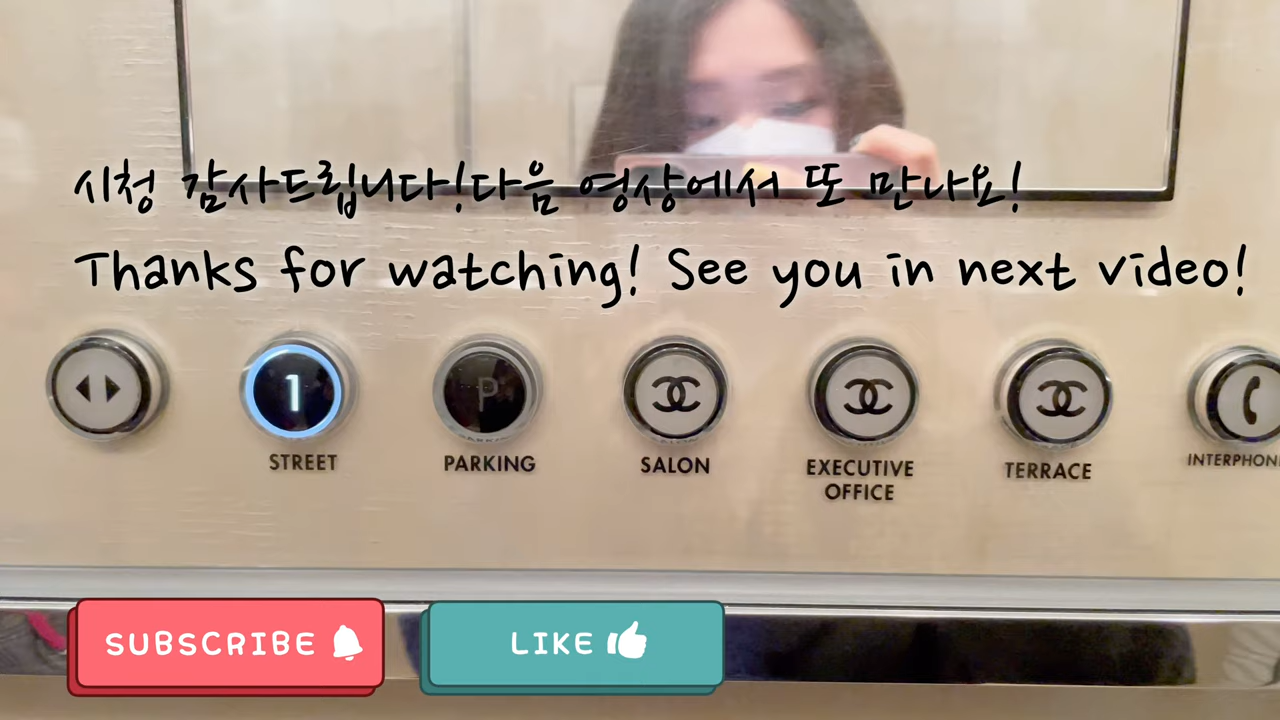 시청 감사드립니다!다음 영상에서 또 만나요!
Thanks for watching! See you in next video!
1
P
STREET
PARKING
SALON
EXECUTIVE
OFFICE
TERRACE
SUBSCRIBE
LIKE